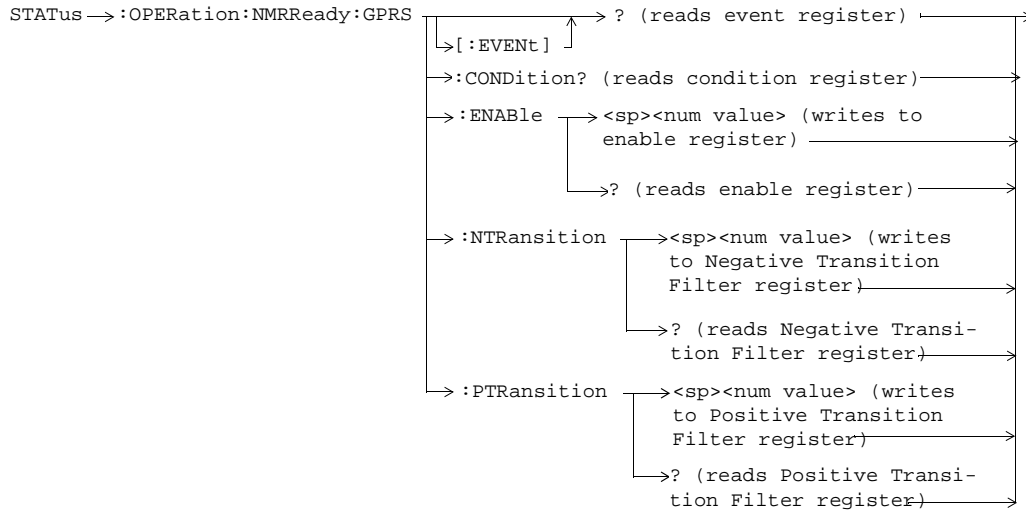 STATus :OPERation:NMRReady:GPRS ? (reads event register)
[:EVENt]
:CONDition? (reads condition register)
:ENABle <sp><num value> (writes to
enable register)
? (reads enable register)
:NTRansition <sp><num value> (writes
to Negative Transition
Filter register)
? (reads Negative Transi-
tion Filter register)
:PTRansition <sp><num value> (writes
to Positive Transition
Filter register)
? (reads Positive Transi-
tion Filter register)